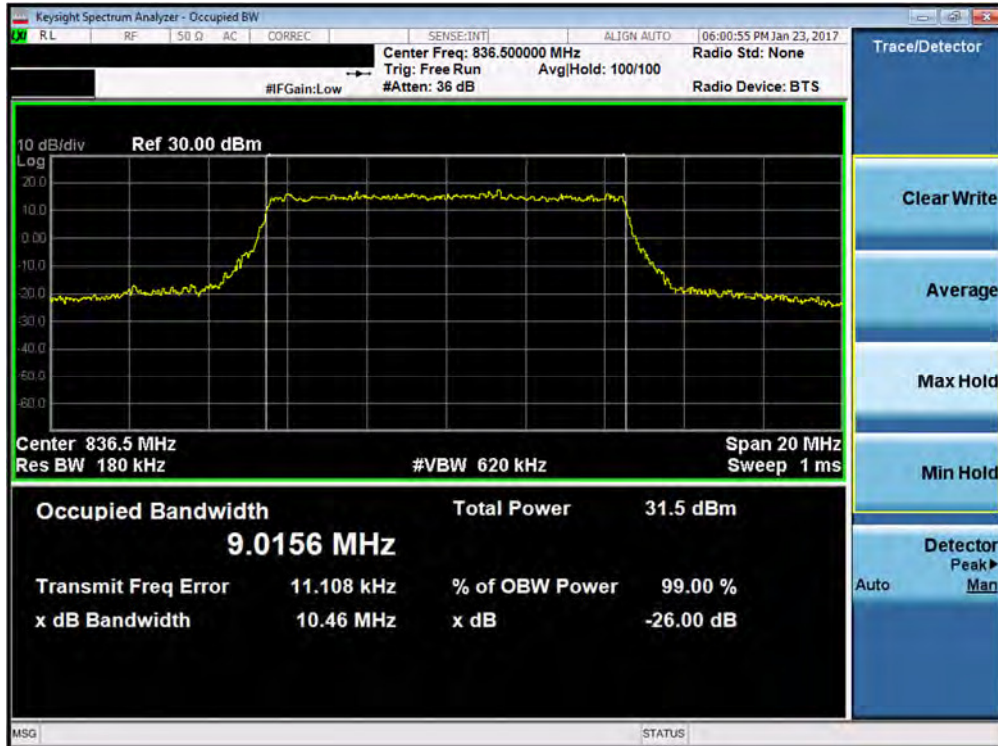 Keysight Spectrum Analyzer - Occupied BW
LXI RL RF 50 Ω AC CORREC SENSE:INT ALIGN AUTO 06:00:55 PM Jan 23, 2017
Center Freq: 836.500000 MHz Radio Std: None
Trig: Free Run Avg|Hold: 100/100
#IFGain:Low #Atten: 36 dB Radio Device: BTS
Trace/Detector
10 dB/div Ref 30.00 dBm
Log
20.0
10.0
0.00
-10.0
-20.0
-30.0
-40.0
-50.0
-60.0
Center 836.5 MHz Span 20 MHz
Res BW 180 kHz #VBW 620 kHz Sweep 1 ms
Occupied Bandwidth Total Power 31.5 dBm
9.0156 MHz
Transmit Freq Error 11.108 kHz % of OBW Power 99.00 %
x dB Bandwidth 10.46 MHz x dB -26.00 dB
Clear Write
Average
Max Hold
Min Hold
Detector
Peak▶
Auto Man
MSG STATUS